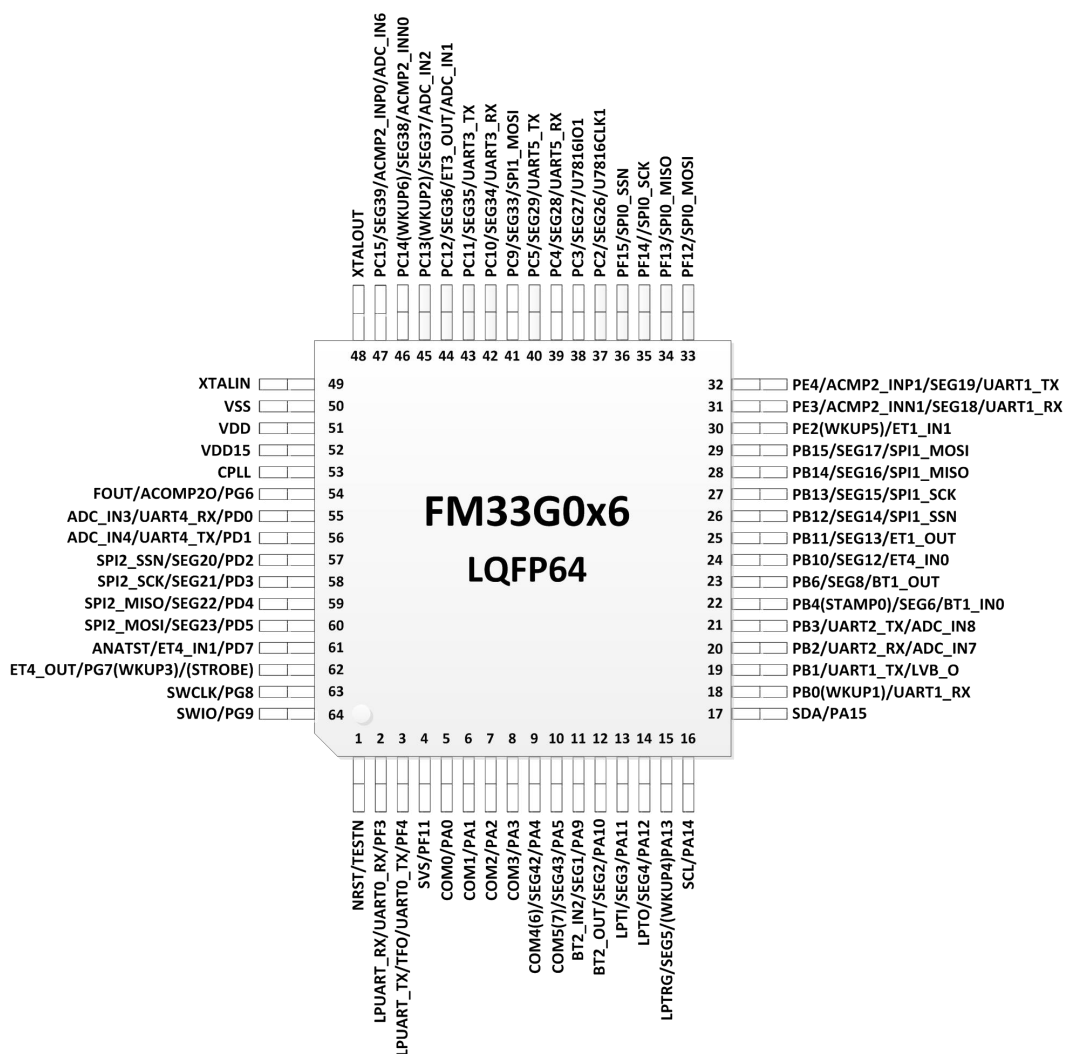 XTALOUT
PC15/SEG39/ACMP2_INP0/ADC_IN6
PC14(WKUP6)/SEG38/ACMP2_INN0
PC13(WKUP2)/SEG37/ADC_IN2
PC12/SEG36/ET3_OUT/ADC_IN1
PC11/SEG35/UART3_TX
PC10/SEG34/UART3_RX
PC9/SEG33/SPI1_MOSI
PC5/SEG29/UART5_TX
PC4/SEG28/UART5_RX
PC3/SEG27/U7816IO1
PC2/SEG26/U7816CLK1
PF15/SPI0_SSN
PF14//SPI0_SCK
PF13/SPI0_MISO
PF12/SPI0_MOSI
48 47 46 45 44 43 42 41 40 39 38 37 36 35 34 33
XTALIN 49
VSS 50
VDD 51
VDD15 52
CPLL 53
FOUT/ACOMP2O/PG6 54
ADC_IN3/UART4_RX/PD0 55
ADC_IN4/UART4_TX/PD1 56
SPI2_SSN/SEG20/PD2 57
SPI2_SCK/SEG21/PD3 58
SPI2_MISO/SEG22/PD4 59
SPI2_MOSI/SEG23/PD5 60
ANATST/ET4_IN1/PD7 61
ET4_OUT/PG7(WKUP3)/(STROBE) 62
SWCLK/PG8 63
SWIO/PG9 64
FM33G0x6
LQFP64
32 PE4/ACMP2_INP1/SEG19/UART1_TX
31 PE3/ACMP2_INN1/SEG18/UART1_RX
30 PE2(WKUP5)/ET1_IN1
29 PB15/SEG17/SPI1_MOSI
28 PB14/SEG16/SPI1_MISO
27 PB13/SEG15/SPI1_SCK
26 PB12/SEG14/SPI1_SSN
25 PB11/SEG13/ET1_OUT
24 PB10/SEG12/ET4_IN0
23 PB6/SEG8/BT1_OUT
22 PB4(STAMP0)/SEG6/BT1_IN0
21 PB3/UART2_TX/ADC_IN8
20 PB2/UART2_RX/ADC_IN7
19 PB1/UART1_TX/LVB_O
18 PB0(WKUP1)/UART1_RX
17 SDA/PA15
1 2 3 4 5 6 7 8 9 10 11 12 13 14 15 16
NRST/TESTN
LPUART_RX/UART0_RX/PF3
LPUART_TX/TFO/UART0_TX/PF4
SVS/PF11
COM0/PA0
COM1/PA1
COM2/PA2
COM3/PA3
COM4(6)/SEG42/PA4
COM5(7)/SEG43/PA5
BT2_IN2/SEG1/PA9
BT2_OUT/SEG2/PA10
LPTI/SEG3/PA11
LPTO/SEG4/PA12
LPTRG/SEG5/(WKUP4)PA13
SCL/PA14